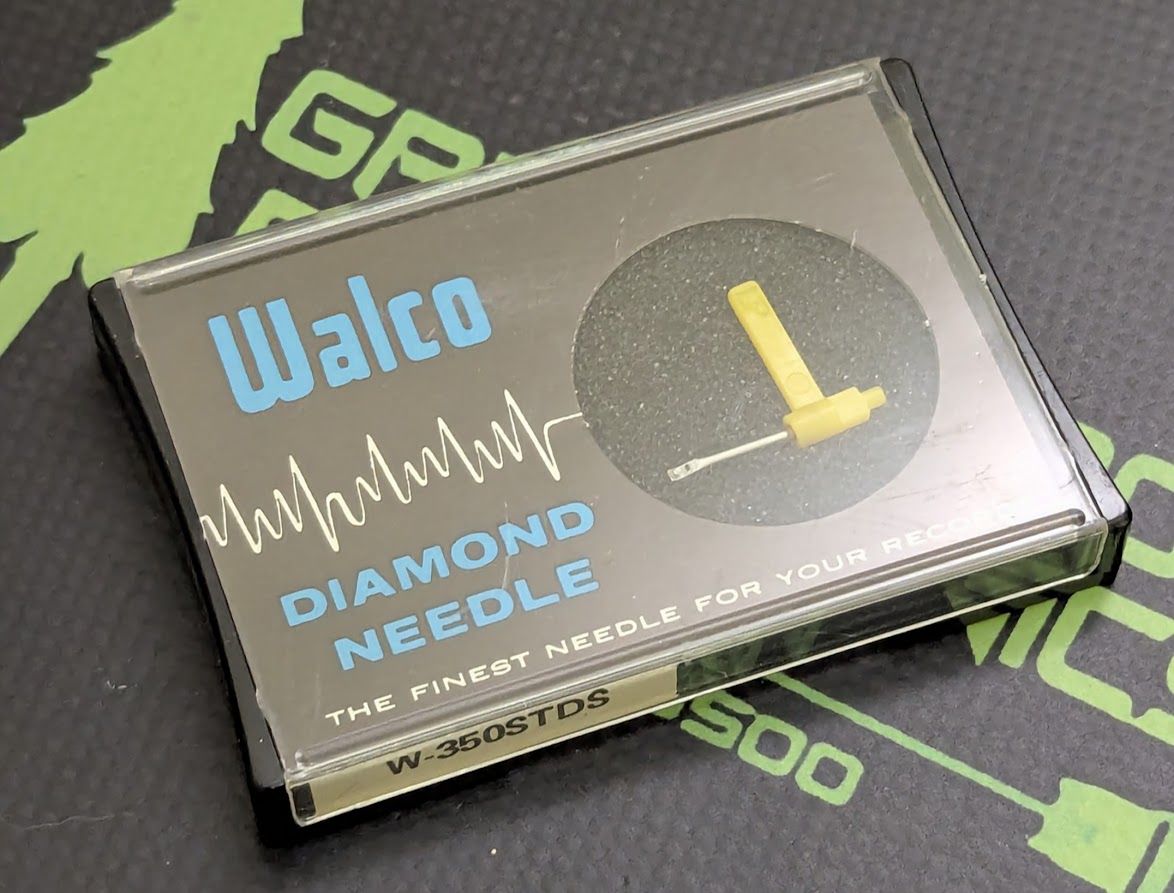 Walco
DIAMOND
NEEDLE
THE FINEST NEEDLE FOR YOUR RECORDS
W-350STDS